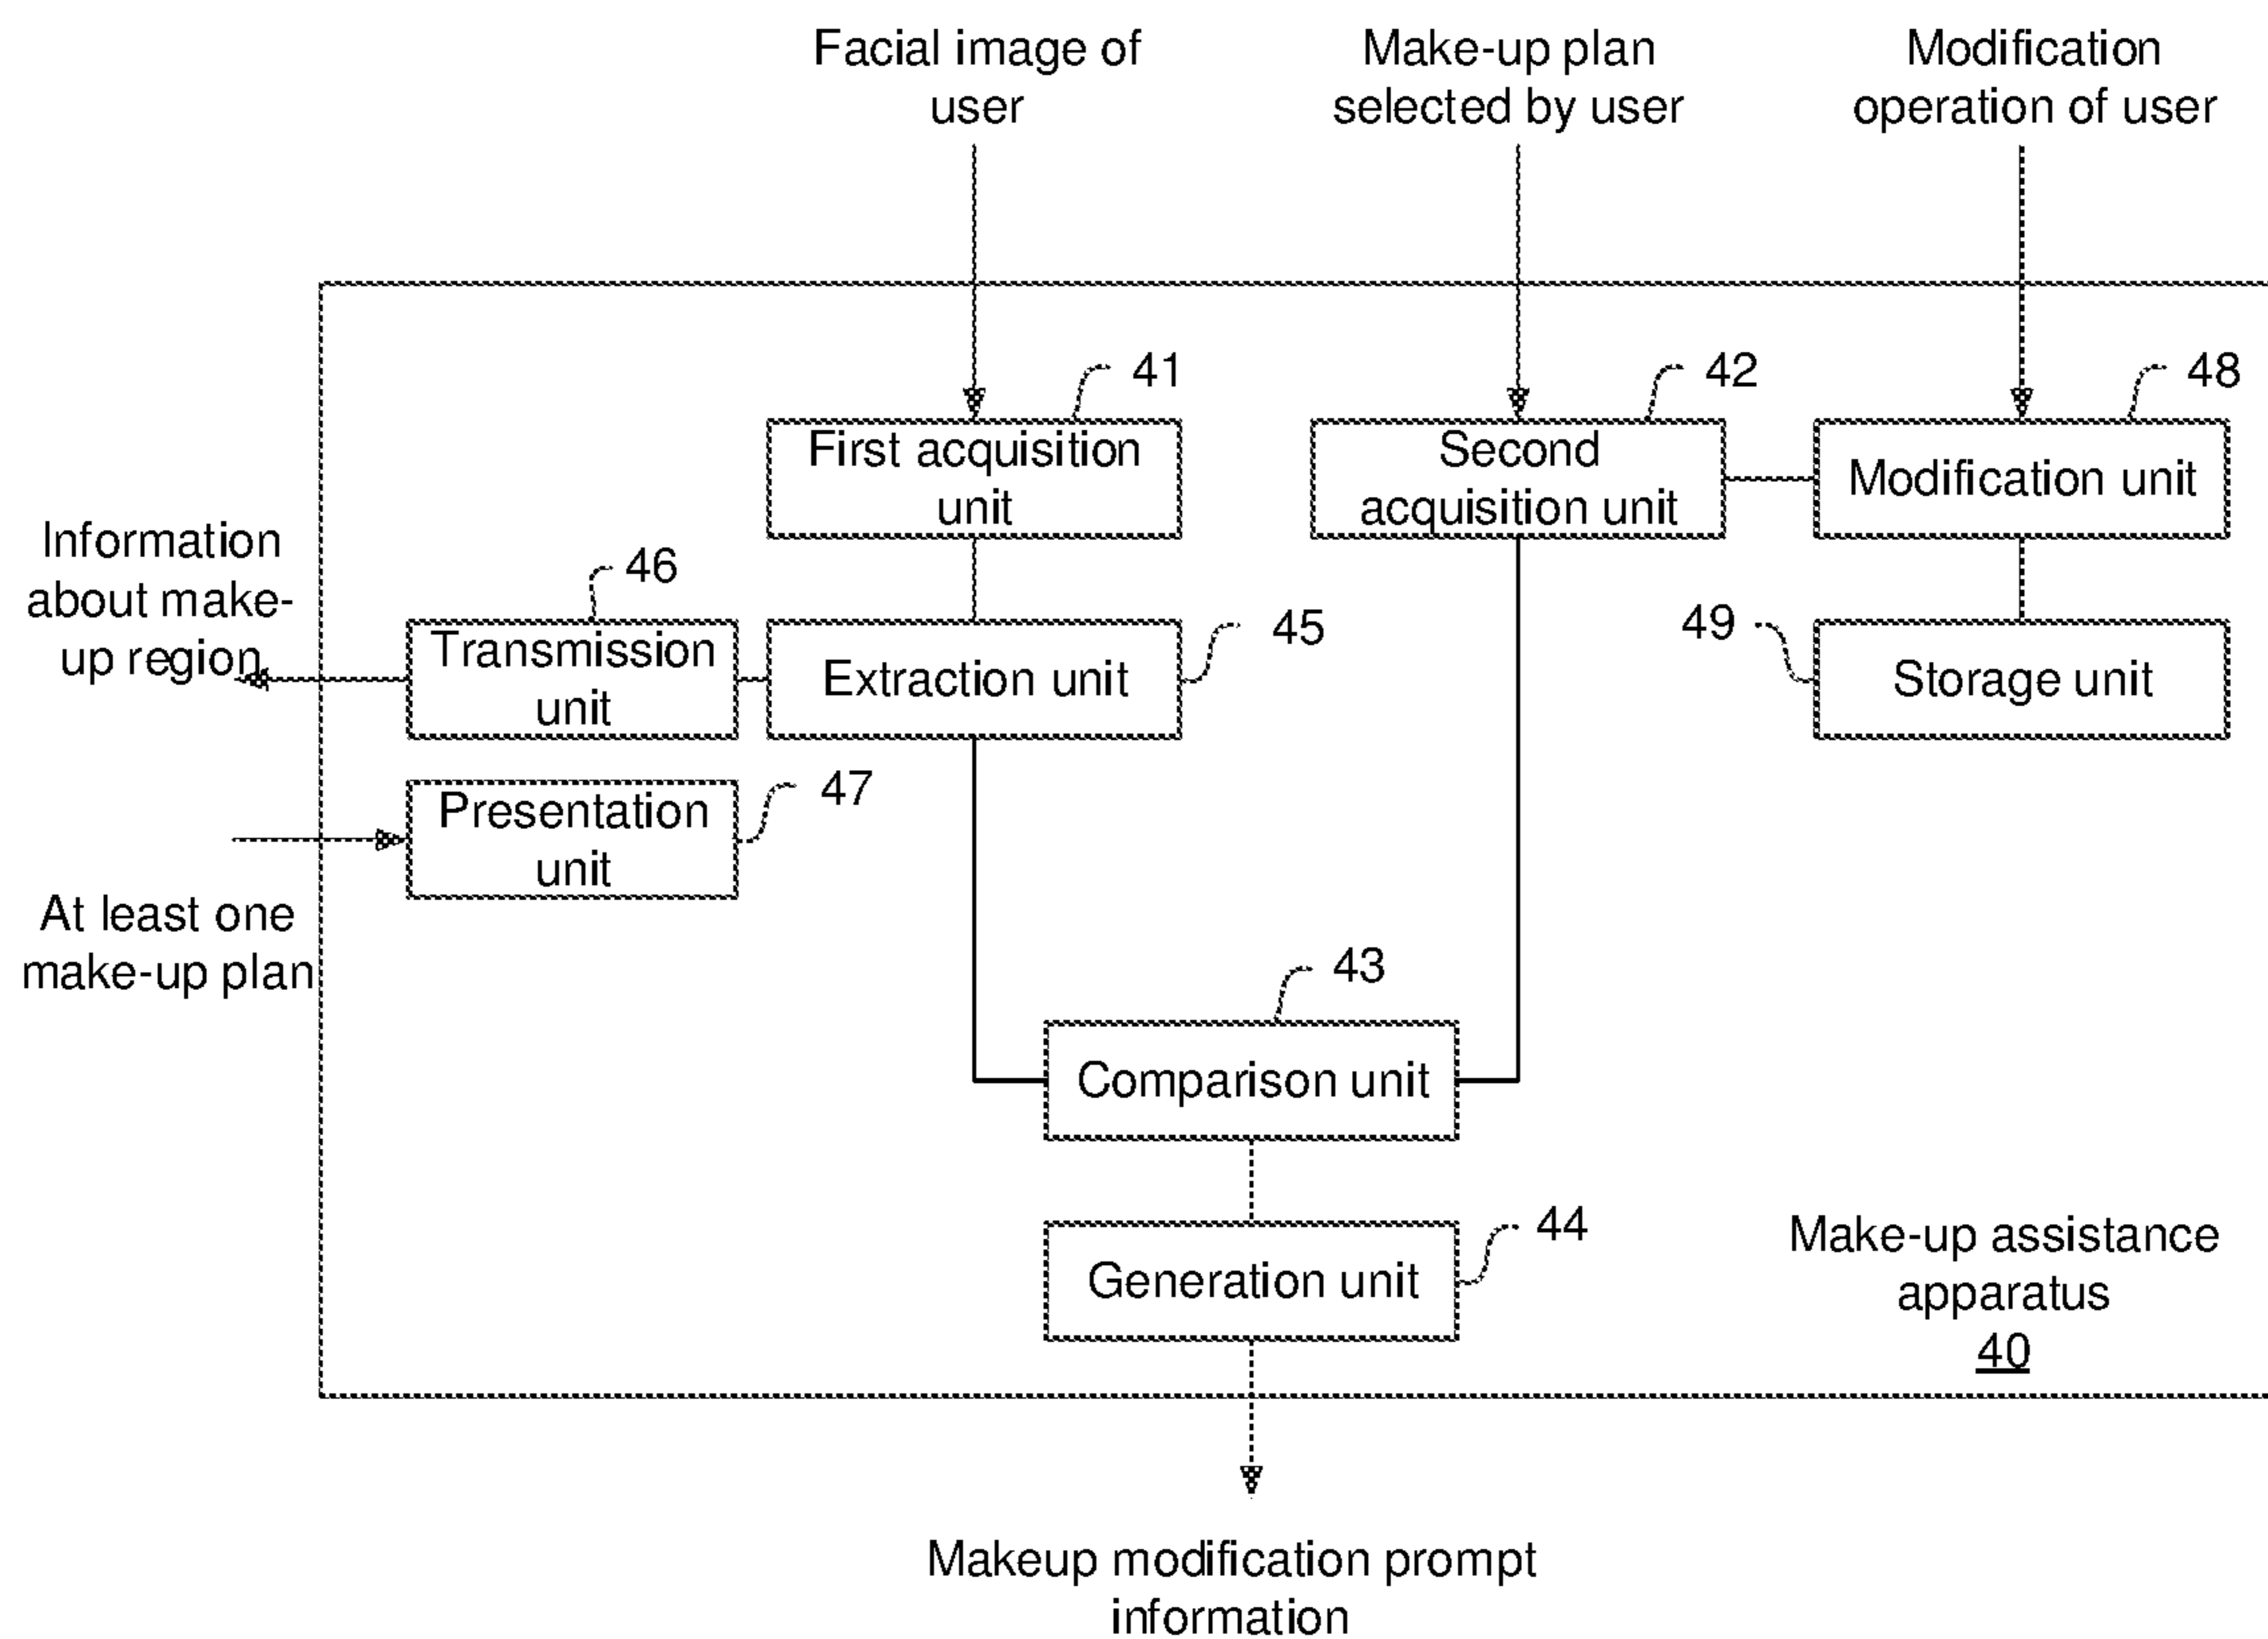 Facial image of
user
Make-up plan
selected by user
Modification
operation of user
41
42
48
First acquisition
unit
Second
acquisition unit
Modification unit
Information
about make-
up region
46
Transmission
unit
Extraction unit
45
49
Storage unit
47
Presentation
unit
At least one
make-up plan
43
Comparison unit
44
Generation unit
Make-up assistance
apparatus
40
Makeup modification prompt
information